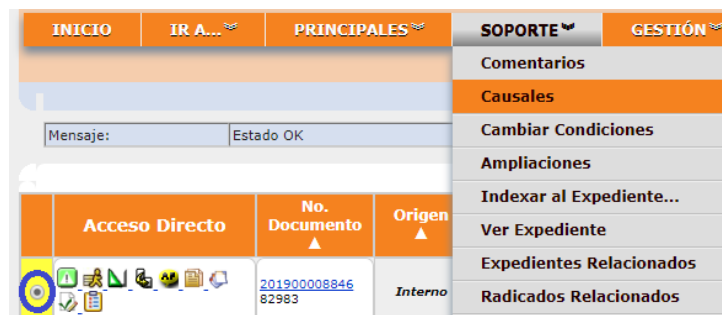 INICIO IR A... PRINCIPALES SOPORTE GESTIÓN
Comentarios
Causales
Mensaje: Estado OK
Cambiar Condiciones
Ampliaciones
Indexar al Expediente...
Ver Expediente
Expedientes Relacionados
Radicados Relacionados
Acceso Directo
No.
Documento
Origen
201900008846
82983
Interno